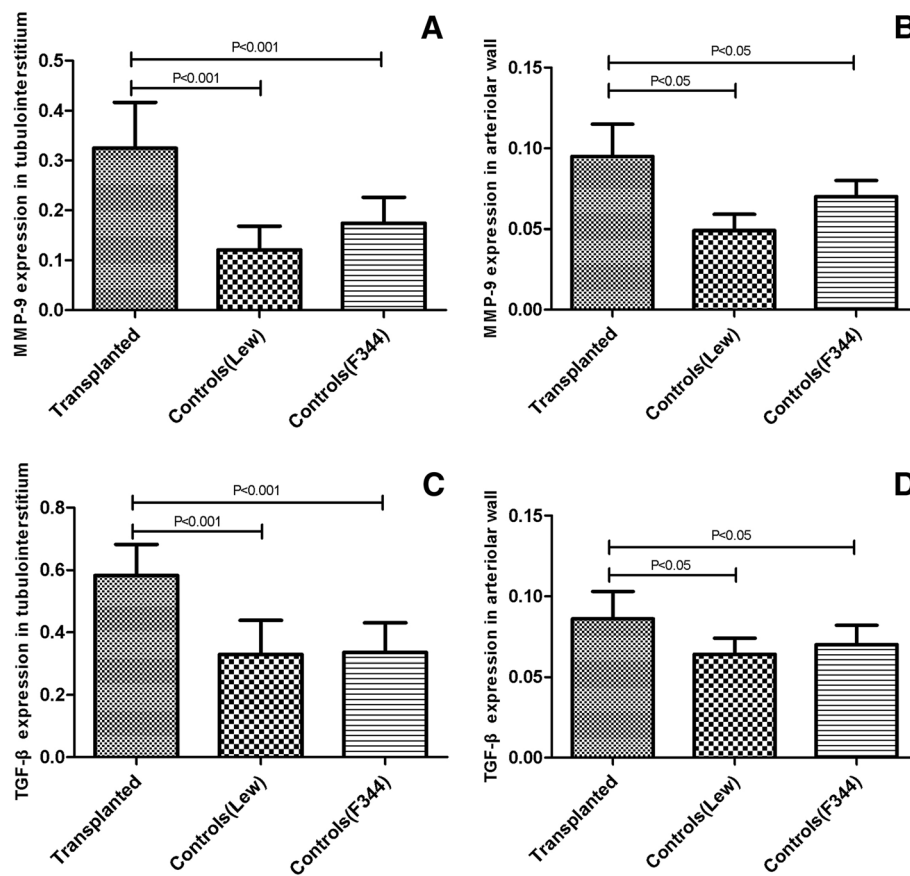 A
P<0.001
P<0.001
0.5
0.4
0.3
0.2
0.1
0.0
MMP-9 expression in tubulointerstitium
Transplanted
Controls(Lew)
Controls(F344)
B
P<0.05
P<0.05
0.15
0.10
0.05
0.00
MMP-9 expression in arteriolar wall
Transplanted
Controls(Lew)
Controls(F344)
C
P<0.001
P<0.001
0.8
0.6
0.4
0.2
0.0
TGF-β expression in tubulointerstitium
Transplanted
Controls(Lew)
Controls(F344)
D
P<0.05
P<0.05
0.15
0.10
0.05
0.00
TGF-β expression in arteriolar wall
Transplanted
Controls(Lew)
Controls(F344)